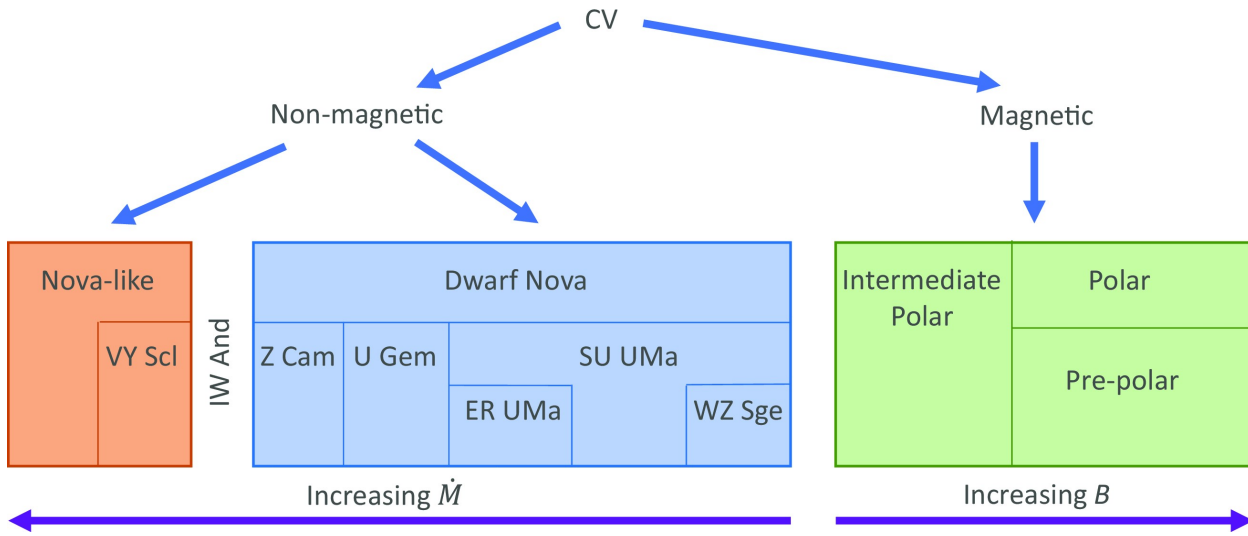 CV
Non-magnetic
Magnetic
Nova-like
VY Scl
IW And
Dwarf Nova
Z Cam
U Gem
SU UMa
ER UMa
WZ Sge
Intermediate
Polar
Polar
Pre-polar
Increasing Ṁ
Increasing B